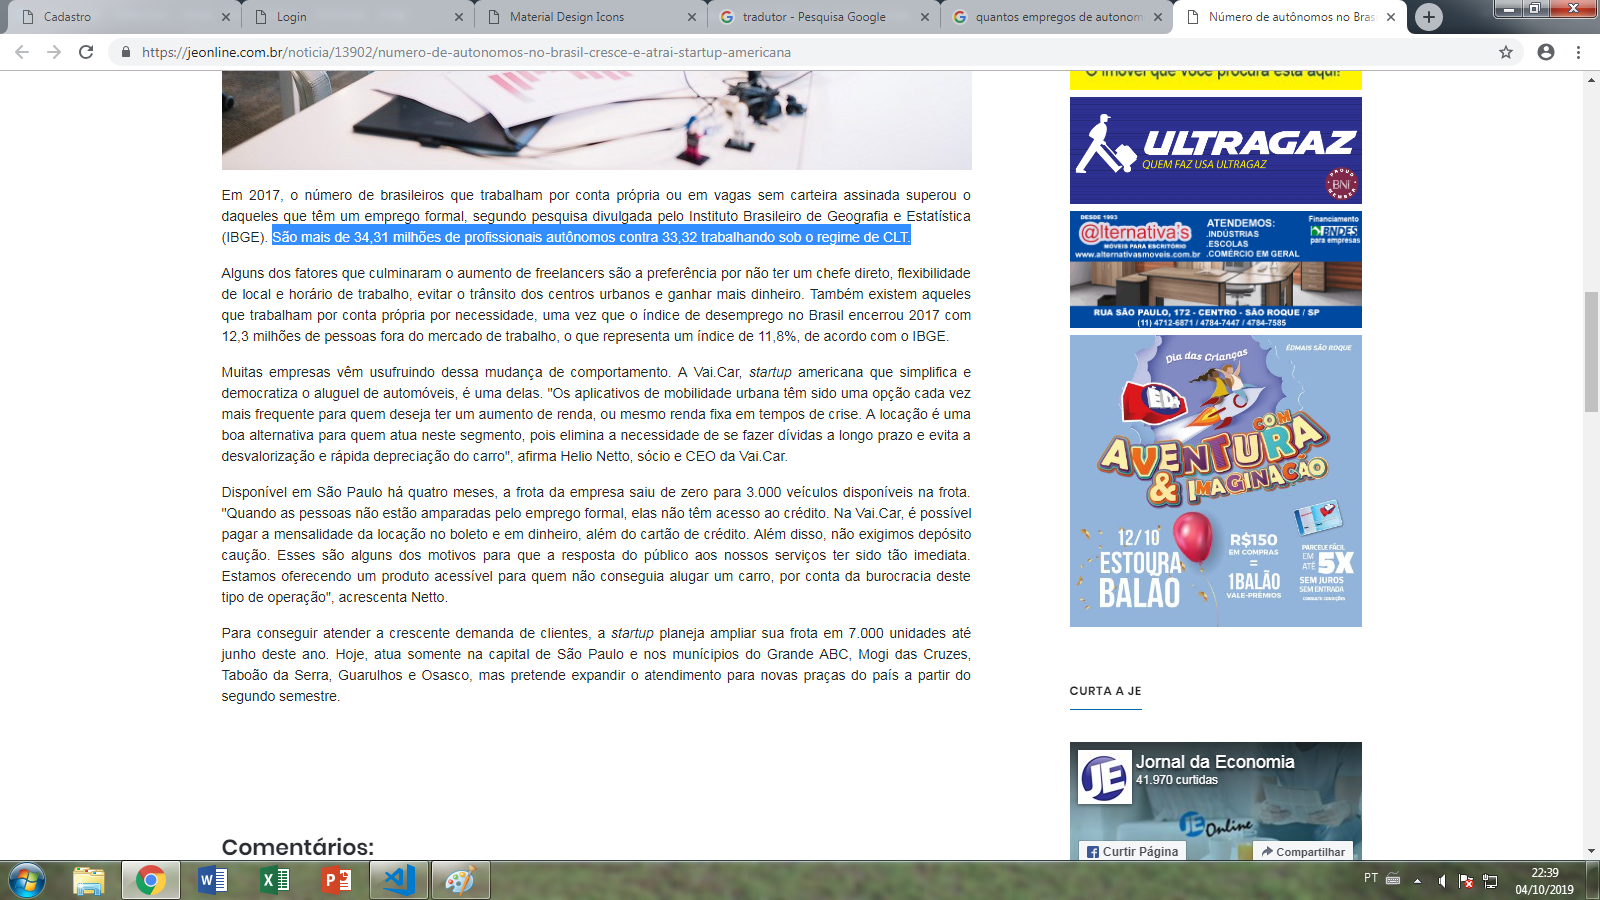 Cadastro
Login
Material Design Icons
tradutor - Pesquisa Google
quantos empregos de autonom
Número de autônomos no Bras
https://jeonline.com.br/noticia/13902/numero-de-autonomos-no-brasil-cresce-e-atrai-startup-americana
O imóvel que você procura está aqui!
ULTRAGAZ
QUEM FAZ USA ULTRAGAZ
PROUD
BNI
MEMBER
DESDE 1993
@lternativa's
MÓVEIS PARA ESCRITÓRIO
www.alternativasmoveis.com.br
ATENDEMOS:
.INDÚSTRIAS
.ESCOLAS
.COMÉRCIO EM GERAL
Financiamento
BNDES
para empresas
RUA SÃO PAULO, 172 - CENTRO - SÃO ROQUE / SP
(11) 4712-6871 / 4784-7447 / 4784-7585
Em 2017, o número de brasileiros que trabalham por conta própria ou em vagas sem carteira assinada superou o
daqueles que têm um emprego formal, segundo pesquisa divulgada pelo Instituto Brasileiro de Geografia e Estatística
(IBGE). São mais de 34,31 milhões de profissionais autônomos contra 33,32 trabalhando sob o regime de CLT.
Alguns dos fatores que culminaram o aumento de freelancers são a preferência por não ter um chefe direto, flexibilidade
de local e horário de trabalho, evitar o trânsito dos centros urbanos e ganhar mais dinheiro. Também existem aqueles
que trabalham por conta própria por necessidade, uma vez que o índice de desemprego no Brasil encerrou 2017 com
12,3 milhões de pessoas fora do mercado de trabalho, o que representa um índice de 11,8%, de acordo com o IBGE.
Muitas empresas vêm usufruindo dessa mudança de comportamento. A Vai.Car, startup americana que simplifica e
democratiza o aluguel de automóveis, é uma delas. "Os aplicativos de mobilidade urbana têm sido uma opção cada vez
mais frequente para quem deseja ter um aumento de renda, ou mesmo renda fixa em tempos de crise. A locação é uma
boa alternativa para quem atua neste segmento, pois elimina a necessidade de se fazer dívidas a longo prazo e evita a
desvalorização e rápida depreciação do carro", afirma Helio Netto, sócio e CEO da Vai.Car.
Disponível em São Paulo há quatro meses, a frota da empresa saiu de zero para 3.000 veículos disponíveis na frota.
"Quando as pessoas não estão amparadas pelo emprego formal, elas não têm acesso ao crédito. Na Vai.Car, é possível
pagar a mensalidade da locação no boleto e em dinheiro, além do cartão de crédito. Além disso, não exigimos depósito
caução. Esses são alguns dos motivos para que a resposta do público aos nossos serviços ter sido tão imediata.
Estamos oferecendo um produto acessível para quem não conseguia alugar um carro, por conta da burocracia deste
tipo de operação", acrescenta Netto.
Para conseguir atender a crescente demanda de clientes, a startup planeja ampliar sua frota em 7.000 unidades até
junho deste ano. Hoje, atua somente na capital de São Paulo e nos munícipios do Grande ABC, Mogi das Cruzes,
Taboão da Serra, Guarulhos e Osasco, mas pretende expandir o atendimento para novas praças do país a partir do
segundo semestre.
Dia das Crianças
EDMAIS SÃO ROQUE
ED+
COM
AVENTURA
& IMAGINAÇÃO
12/10
ESTOURA
BALÃO
R$150
EM COMPRAS
=
1BALÃO
VALE-PRÊMIOS
PARCELE FÁCIL
EM ATÉ 5X
SEM JUROS
SEM ENTRADA
CONSULTE CONDIÇÕES
CURTA A JE
JE
Jornal da Economia
41.970 curtidas
JE Online
Curtir Página
Compartilhar
Comentários:
PT
22:39
04/10/2019